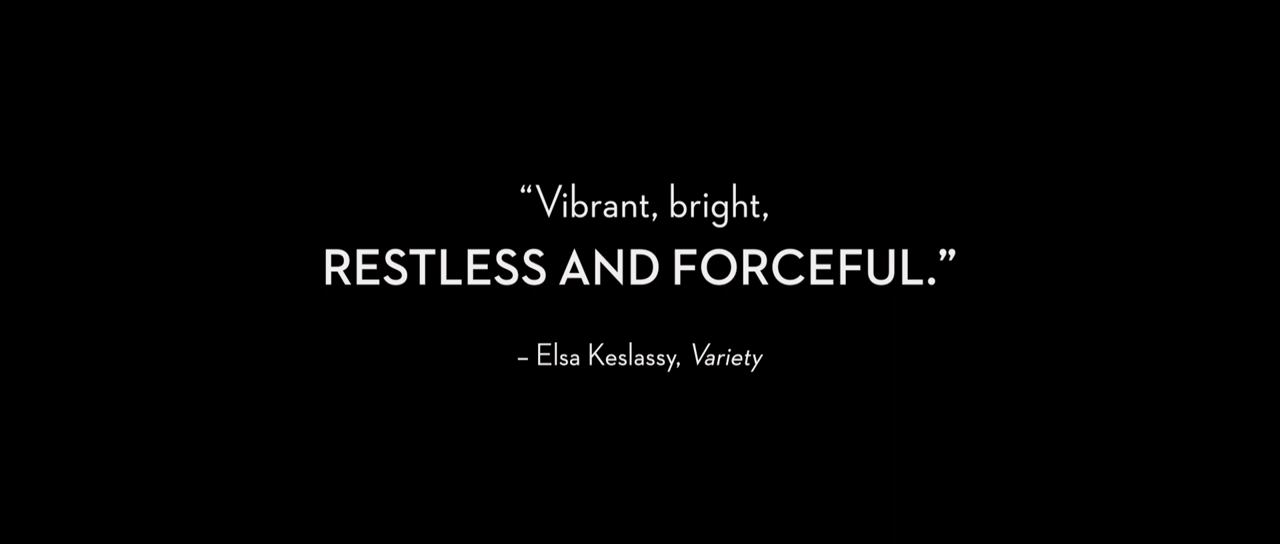 “Vibrant, bright,
RESTLESS AND FORCEFUL.”
– Elsa Keslassy, Variety